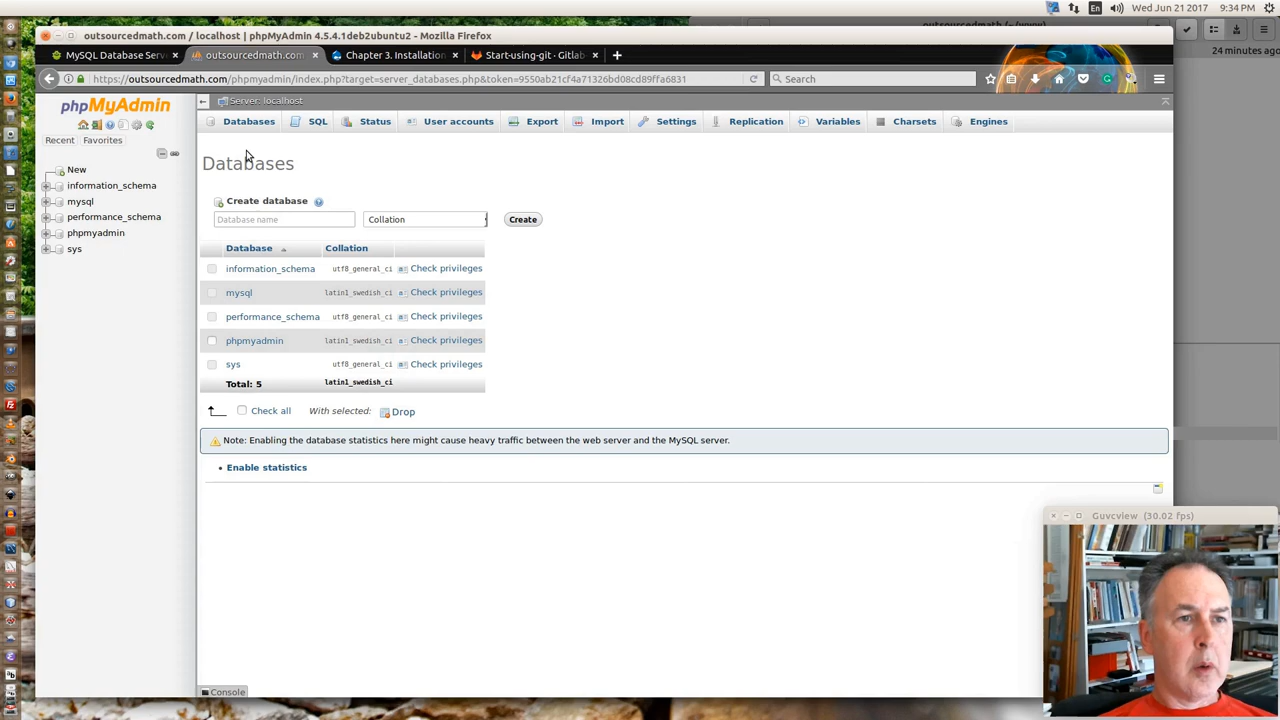 En
Wed Jun 21 2017
9:34 PM
outsourcedmath.com / localhost | phpMyAdmin 4.5.4.1deb2ubuntu2 - Mozilla Firefox
24 minutes ago
MySQL Database Serve
outsourcedmath.com / l
Chapter 3. Installation
Start-using-git · Gitlab
https://outsourcedmath.com/phpmyadmin/index.php?target=server_databases.php&token=9550ab21cf4a71326bd08cd89ffa6831
Search
phpMyAdmin
Server: localhost
Databases
SQL
Status
User accounts
Export
Import
Settings
Replication
Variables
Charsets
Engines
Recent
Favorites
New
information_schema
mysql
performance_schema
phpmyadmin
sys
Databases
Create database
Database name
Collation
Create
Database
Collation
information_schema utf8_general_ci Check privileges
mysql latin1_swedish_ci Check privileges
performance_schema utf8_general_ci Check privileges
phpmyadmin latin1_swedish_ci Check privileges
sys utf8_general_ci Check privileges
Total: 5 latin1_swedish_ci
Check all With selected: Drop
Note: Enabling the database statistics here might cause heavy traffic between the web server and the MySQL server.
Enable statistics
Console
Guvcview (30.02 fps)